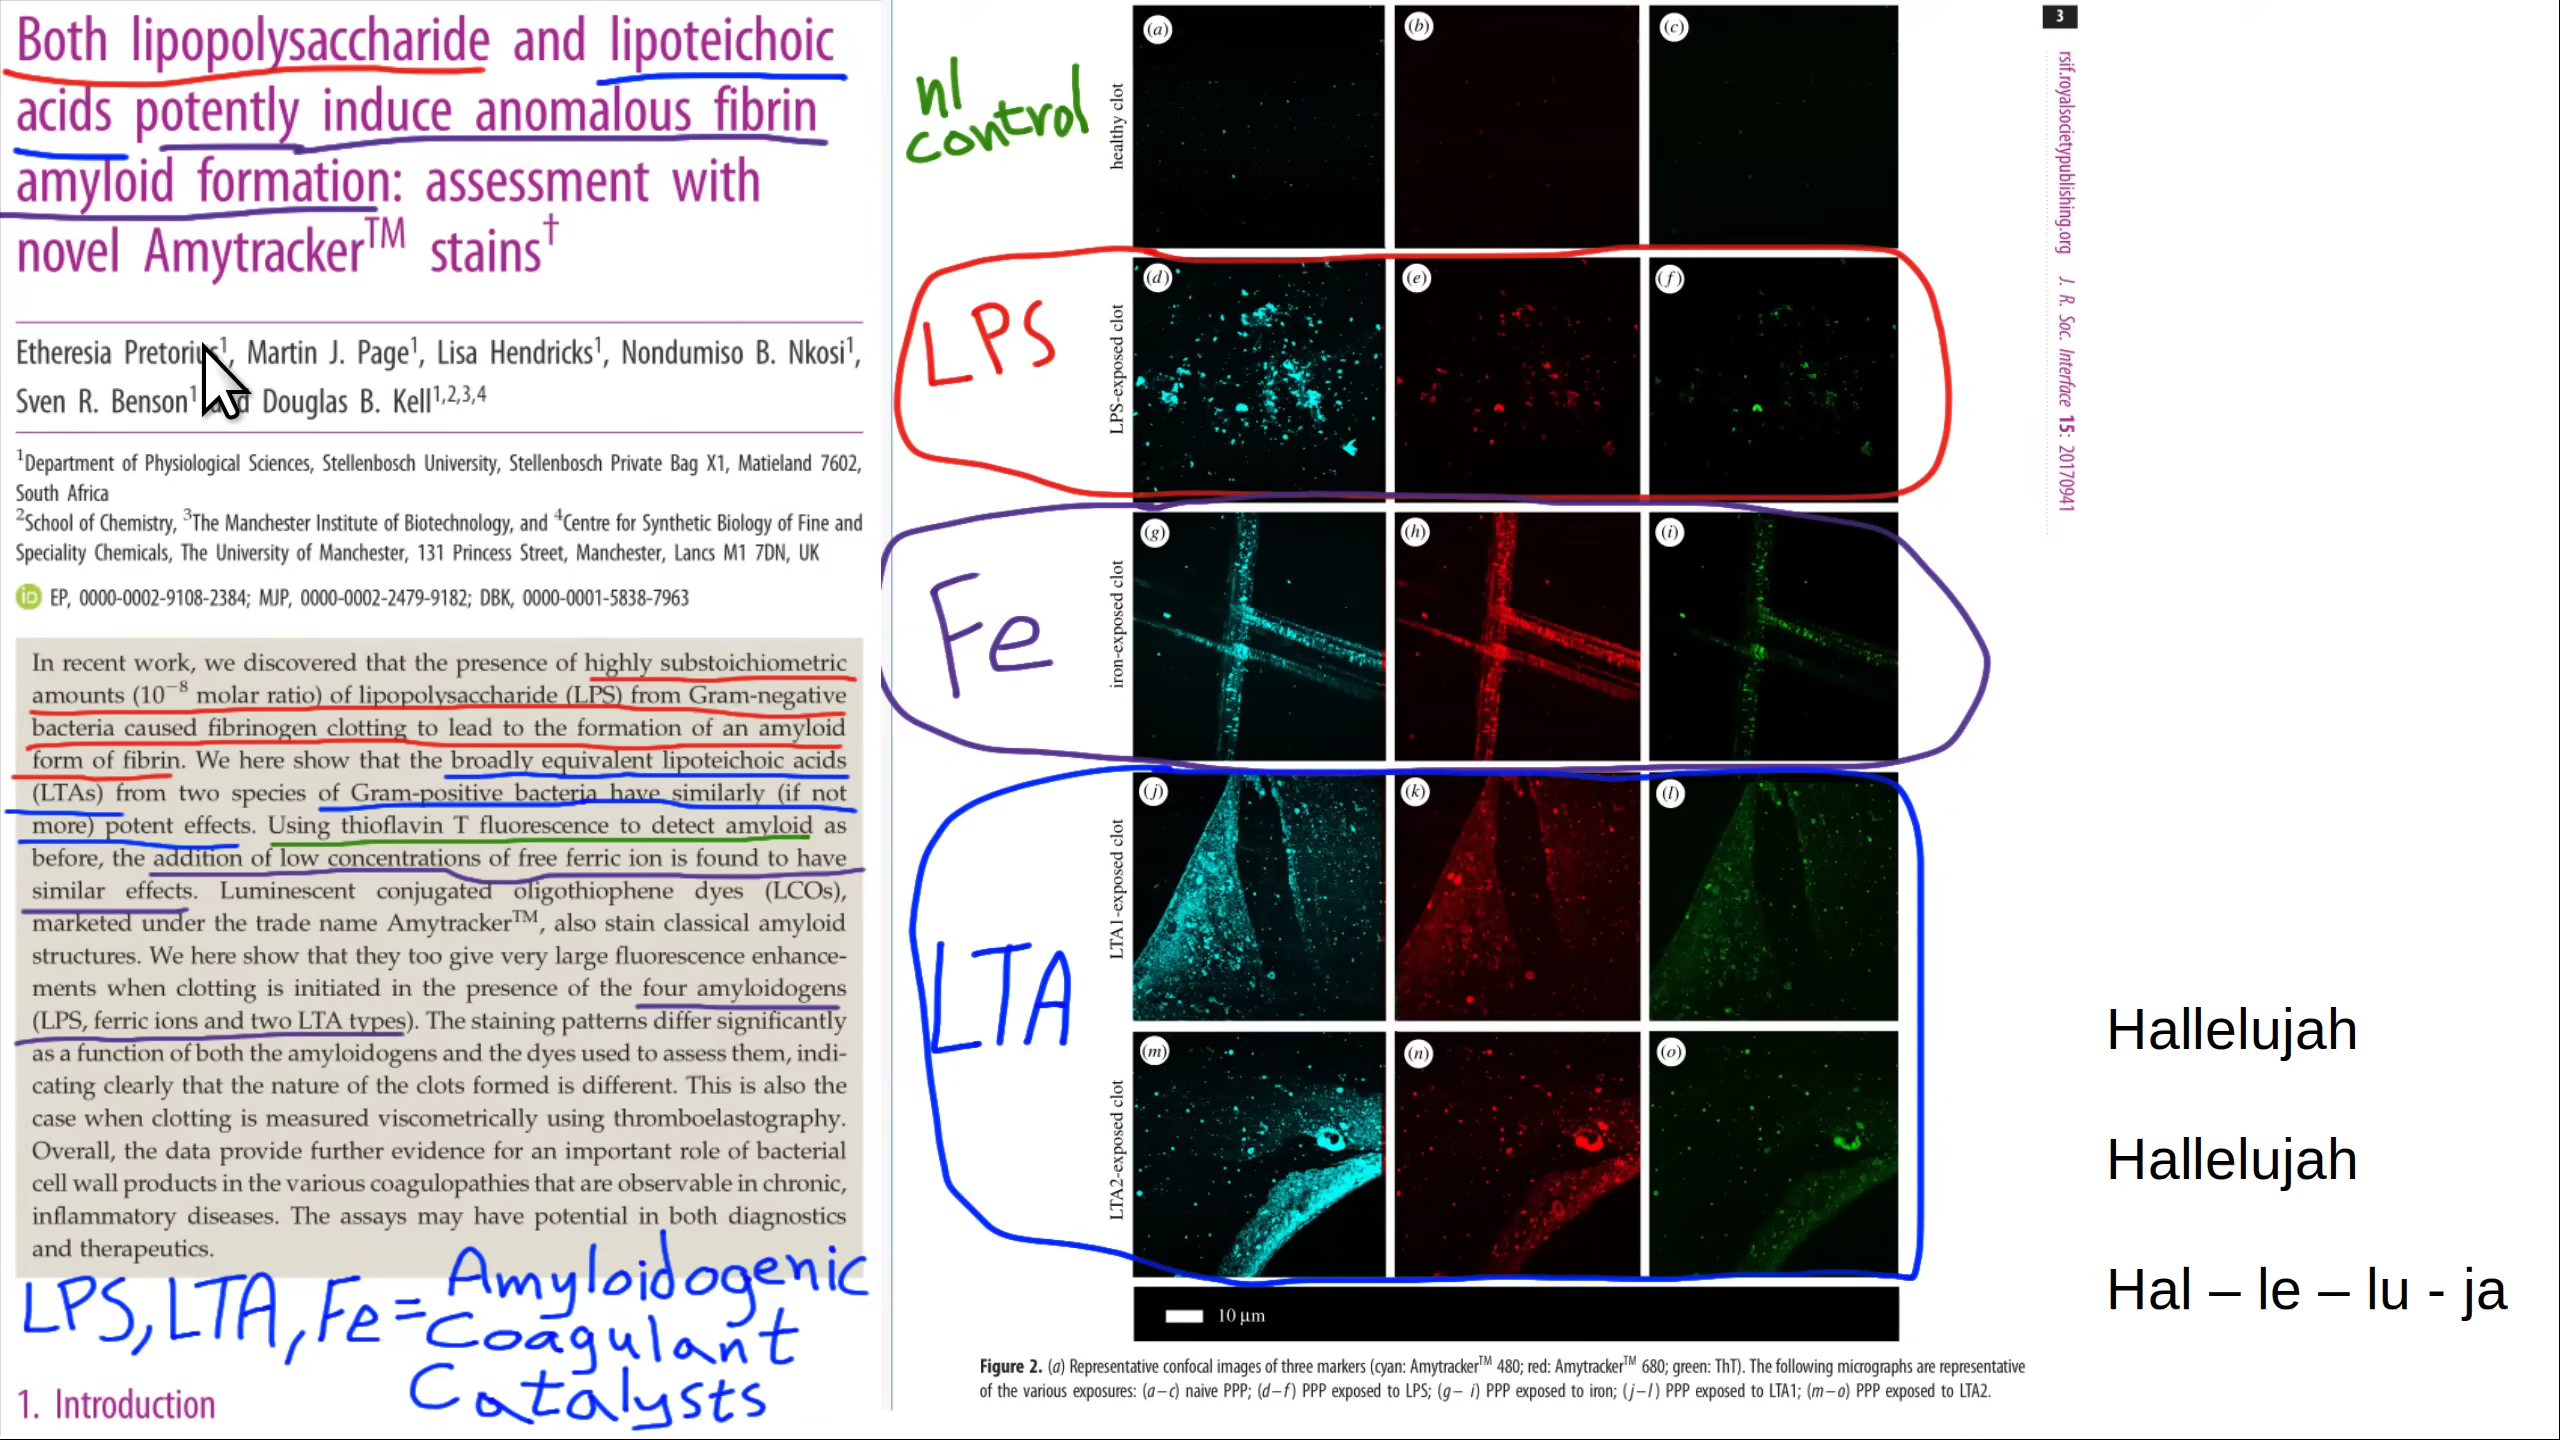 Both lipopolysaccharide and lipoteichoic
acids potently induce anomalous fibrin
amyloid formation: assessment with
novel Amytracker™ stains†
Etheresia Pretorius¹, Martin J. Page¹, Lisa Hendricks¹, Nondumiso B. Nkosi¹,
Sven R. Benson¹ and Douglas B. Kell¹,²,³,⁴
¹Department of Physiological Sciences, Stellenbosch University, Stellenbosch Private Bag X1, Matieland 7602,
South Africa
²School of Chemistry, ³The Manchester Institute of Biotechnology, and ⁴Centre for Synthetic Biology of Fine and
Speciality Chemicals, The University of Manchester, 131 Princess Street, Manchester, Lancs M1 7DN, UK
iD EP, 0000-0002-9108-2384; MJP, 0000-0002-2479-9182; DBK, 0000-0001-5838-7963
In recent work, we discovered that the presence of highly substoichiometric
amounts (10⁻⁸ molar ratio) of lipopolysaccharide (LPS) from Gram-negative
bacteria caused fibrinogen clotting to lead to the formation of an amyloid
form of fibrin. We here show that the broadly equivalent lipoteichoic acids
(LTAs) from two species of Gram-positive bacteria have similarly (if not
more) potent effects. Using thioflavin T fluorescence to detect amyloid as
before, the addition of low concentrations of free ferric ion is found to have
similar effects. Luminescent conjugated oligothiophene dyes (LCOs),
marketed under the trade name Amytracker™, also stain classical amyloid
structures. We here show that they too give very large fluorescence enhance-
ments when clotting is initiated in the presence of the four amyloidogens
(LPS, ferric ions and two LTA types). The staining patterns differ significantly
as a function of both the amyloidogens and the dyes used to assess them, indi-
cating clearly that the nature of the clots formed is different. This is also the
case when clotting is measured viscometrically using thromboelastography.
Overall, the data provide further evidence for an important role of bacterial
cell wall products in the various coagulopathies that are observable in chronic,
inflammatory diseases. The assays may have potential in both diagnostics
and therapeutics.
LPS, LTA, Fe = Amyloidogenic
Coagulant
Catalysts
1. Introduction
nl
control
healthy clot
(a) (b) (c)
LPS
LPS-exposed clot
(d) (e) (f)
Fe
iron-exposed clot
(g) (h) (i)
LTA
LTA1-exposed clot
(j) (k) (l)
LTA2-exposed clot
(m) (n) (o)
10 μm
Figure 2. (a) Representative confocal images of three markers (cyan: Amytracker™ 480; red: Amytracker™ 680; green: ThT). The following micrographs are representative
of the various exposures: (a–c) naive PPP; (d–f) PPP exposed to LPS; (g– i) PPP exposed to iron; (j–l) PPP exposed to LTA1; (m–o) PPP exposed to LTA2.
3
rsif.royalsocietypublishing.org J. R. Soc. Interface 15: 20170941
Hallelujah
Hallelujah
Hal – le – lu - ja